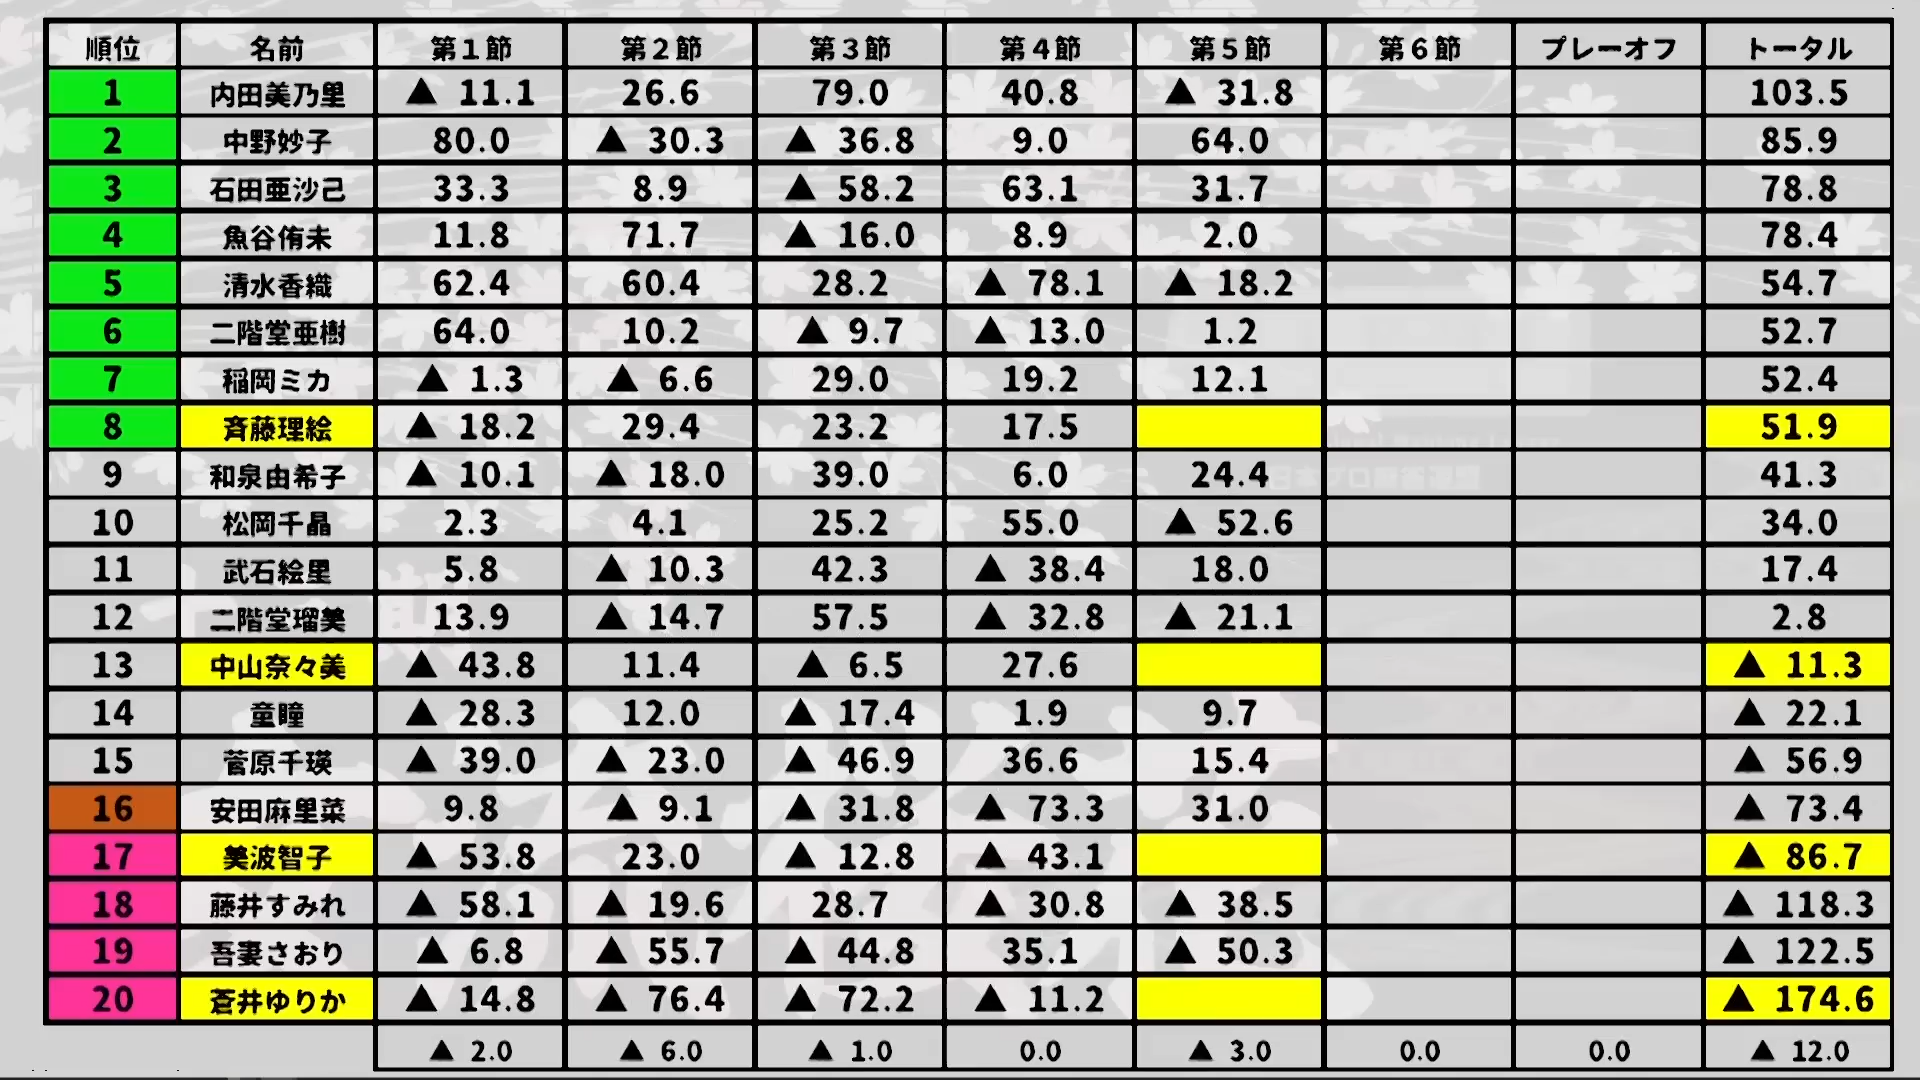 順位 名前 第1節 第2節 第3節 第4節 第5節 第6節 プレーオフ トータル
1 内田美乃里 ▲ 11.1 26.6 79.0 40.8 ▲ 31.8 103.5
2 中野妙子 80.0 ▲ 30.3 ▲ 36.8 9.0 64.0 85.9
3 石田亜沙己 33.3 8.9 ▲ 58.2 63.1 31.7 78.8
4 魚谷侑未 11.8 71.7 ▲ 16.0 8.9 2.0 78.4
5 清水香織 62.4 60.4 28.2 ▲ 78.1 ▲ 18.2 54.7
6 二階堂亜樹 64.0 10.2 ▲ 9.7 ▲ 13.0 1.2 52.7
7 稲岡ミカ ▲ 1.3 ▲ 6.6 29.0 19.2 12.1 52.4
8 斉藤理絵 ▲ 18.2 29.4 23.2 17.5 51.9
9 和泉由希子 ▲ 10.1 ▲ 18.0 39.0 6.0 24.4 41.3
10 松岡千晶 2.3 4.1 25.2 55.0 ▲ 52.6 34.0
11 武石絵里 5.8 ▲ 10.3 42.3 ▲ 38.4 18.0 17.4
12 二階堂瑠美 13.9 ▲ 14.7 57.5 ▲ 32.8 ▲ 21.1 2.8
13 中山奈々美 ▲ 43.8 11.4 ▲ 6.5 27.6 ▲ 11.3
14 童瞳 ▲ 28.3 12.0 ▲ 17.4 1.9 9.7 ▲ 22.1
15 菅原千瑛 ▲ 39.0 ▲ 23.0 ▲ 46.9 36.6 15.4 ▲ 56.9
16 安田麻里菜 9.8 ▲ 9.1 ▲ 31.8 ▲ 73.3 31.0 ▲ 73.4
17 美波智子 ▲ 53.8 23.0 ▲ 12.8 ▲ 43.1 ▲ 86.7
18 藤井すみれ ▲ 58.1 ▲ 19.6 28.7 ▲ 30.8 ▲ 38.5 ▲ 118.3
19 吾妻さおり ▲ 6.8 ▲ 55.7 ▲ 44.8 35.1 ▲ 50.3 ▲ 122.5
20 蒼井ゆりか ▲ 14.8 ▲ 76.4 ▲ 72.2 ▲ 11.2 ▲ 174.6
▲ 2.0 ▲ 6.0 ▲ 1.0 0.0 ▲ 3.0 0.0 0.0 ▲ 12.0